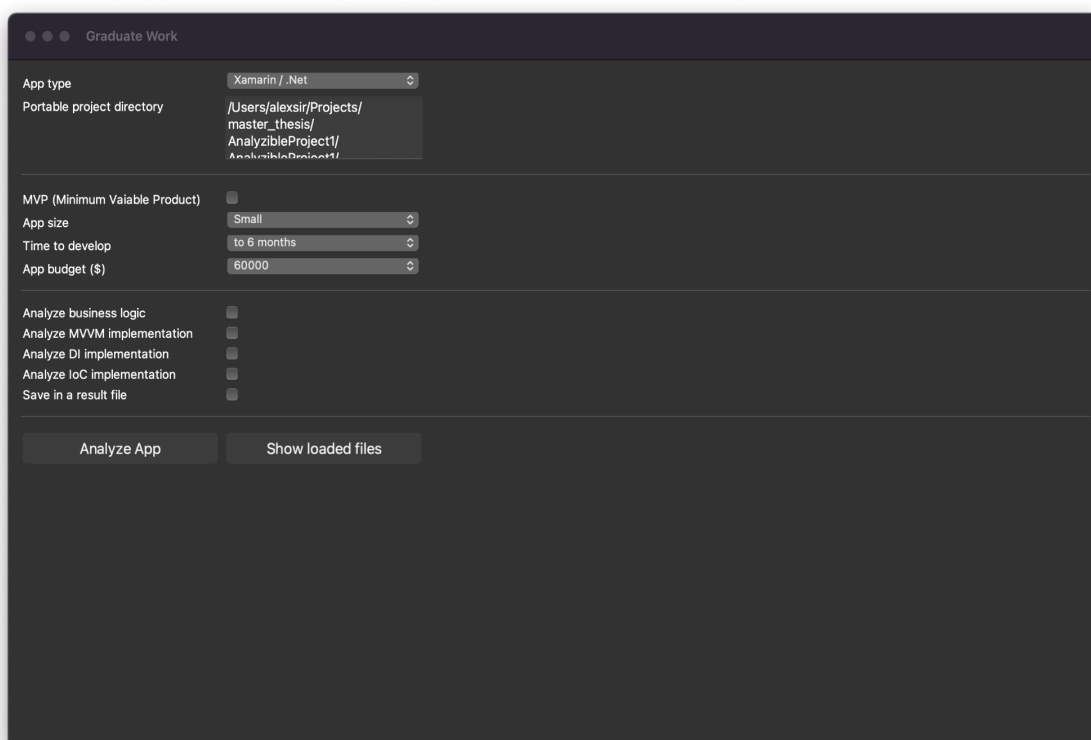 Graduate Work
App type
Xamarin / .Net
Portable project directory
/Users/alexsir/Projects/
master_thesis/
AnalyzibleProject1/
AnalyzibleProject1/
MVP (Minimum Vaiable Product)
App size
Small
Time to develop
to 6 months
App budget ($)
60000
Analyze business logic
Analyze MVVM implementation
Analyze DI implementation
Analyze IoC implementation
Save in a result file
Analyze App
Show loaded files